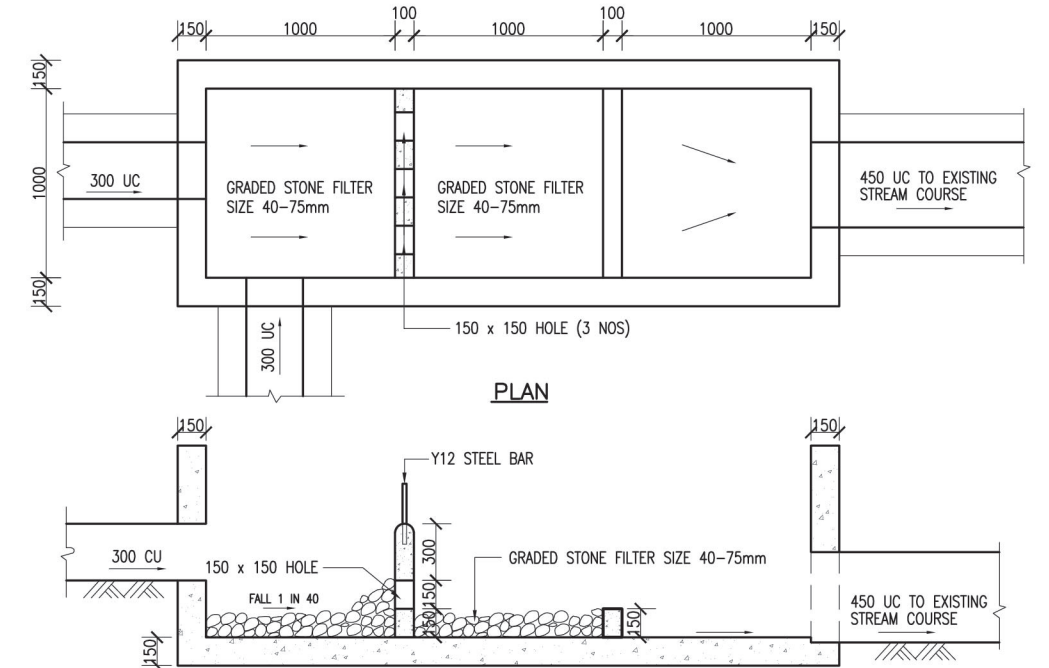 150
1000
100
1000
100
1000
150
150
1000
150
300 UC
GRADED STONE FILTER
SIZE 40-75mm
GRADED STONE FILTER
SIZE 40-75mm
450 UC TO EXISTING
STREAM COURSE
300 UC
150 x 150 HOLE (3 NOS)
PLAN
150
150
Y12 STEEL BAR
300 CU
150 x 150 HOLE
300
GRADED STONE FILTER SIZE 40-75mm
FALL 1 IN 40
150
150
150
450 UC TO EXISTING
STREAM COURSE
150